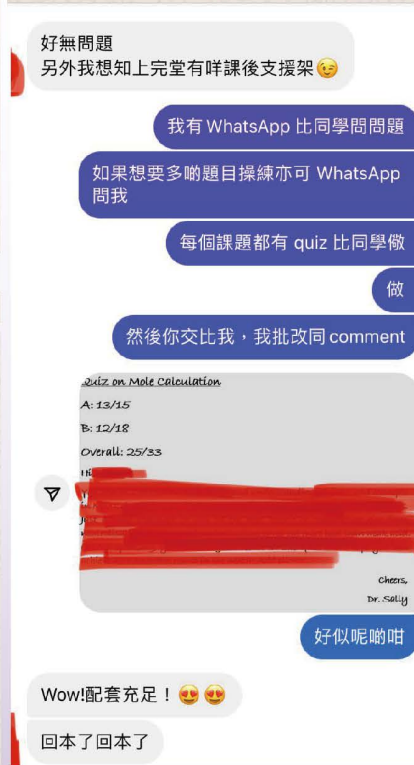 好無問題
另外我想知上完堂有咩課後支援架😉
我有 WhatsApp 比同學問問題
如果想要多啲題目操練亦可 WhatsApp
問我
每個課題都有 quiz 比同學儆
做
然後你交比我，我批改同 comment
Quiz on Mole Calculation
A: 13/15
B: 12/18
Overall: 25/33
Cheers,
Dr. Sally
好似呢啲咁
Wow!配套充足！😍😍
回本了回本了